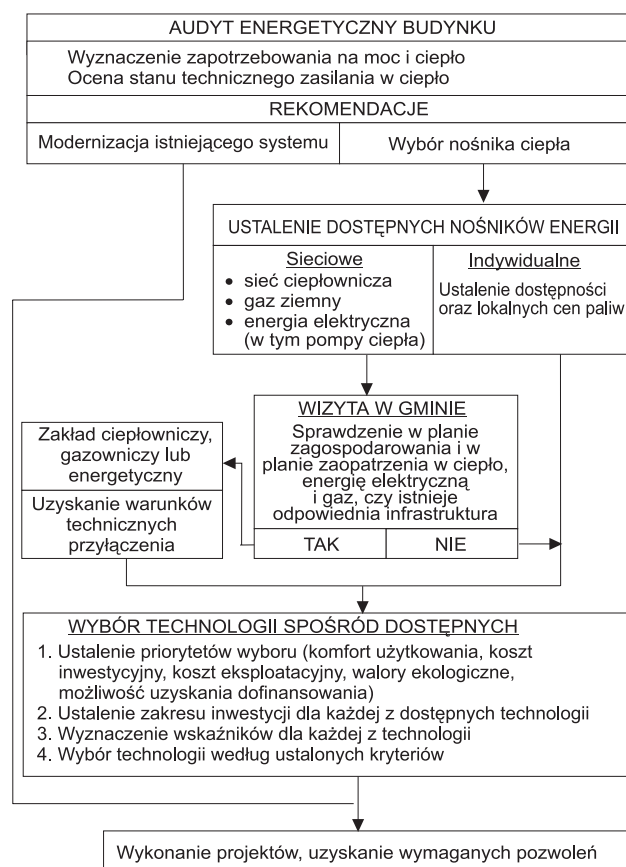 AUDYT ENERGETYCZNY BUDYNKU
Wyznaczenie zapotrzebowania na moc i ciepło
Ocena stanu technicznego zasilania w ciepło
REKOMENDACJE
Modernizacja istniejącego systemu
Wybór nośnika ciepła
USTALENIE DOSTĘPNYCH NOŚNIKÓW ENERGII
Sieciowe
• sieć ciepłownicza
• gaz ziemny
• energia elektryczna
(w tym pompy ciepła)
Indywidualne
Ustalenie dostępności
oraz lokalnych cen paliw
WIZYTA W GMINIE
Sprawdzenie w planie
zagospodarowania i w
planie zaopatrzenia w ciepło,
energię elektryczną
i gaz, czy istnieje
odpowiednia infrastruktura
TAK
NIE
Zakład ciepłowniczy,
gazowniczy lub
energetyczny
Uzyskanie warunków
technicznych
przyłączenia
WYBÓR TECHNOLOGII SPOŚRÓD DOSTĘPNYCH
1. Ustalenie priorytetów wyboru (komfort użytkowania, koszt
inwestycyjny, koszt eksploatacyjny, walory ekologiczne,
możliwość uzyskania dofinansowania)
2. Ustalenie zakresu inwestycji dla każdej z dostępnych technologii
3. Wyznaczenie wskaźników dla każdej z technologii
4. Wybór technologii według ustalonych kryteriów
Wykonanie projektów, uzyskanie wymaganych pozwoleń